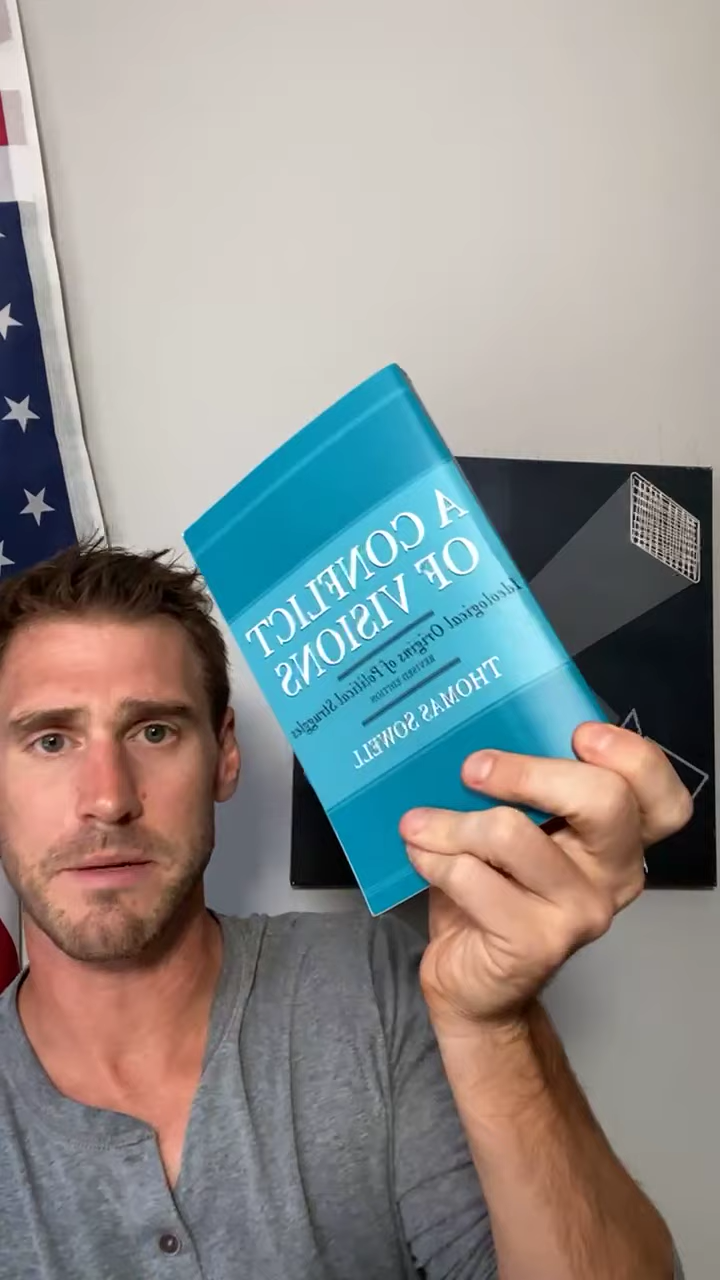 A CONFLICT
OF VISIONS
Ideological Origins of Political Struggles
REVISED EDITION
THOMAS SOWELL